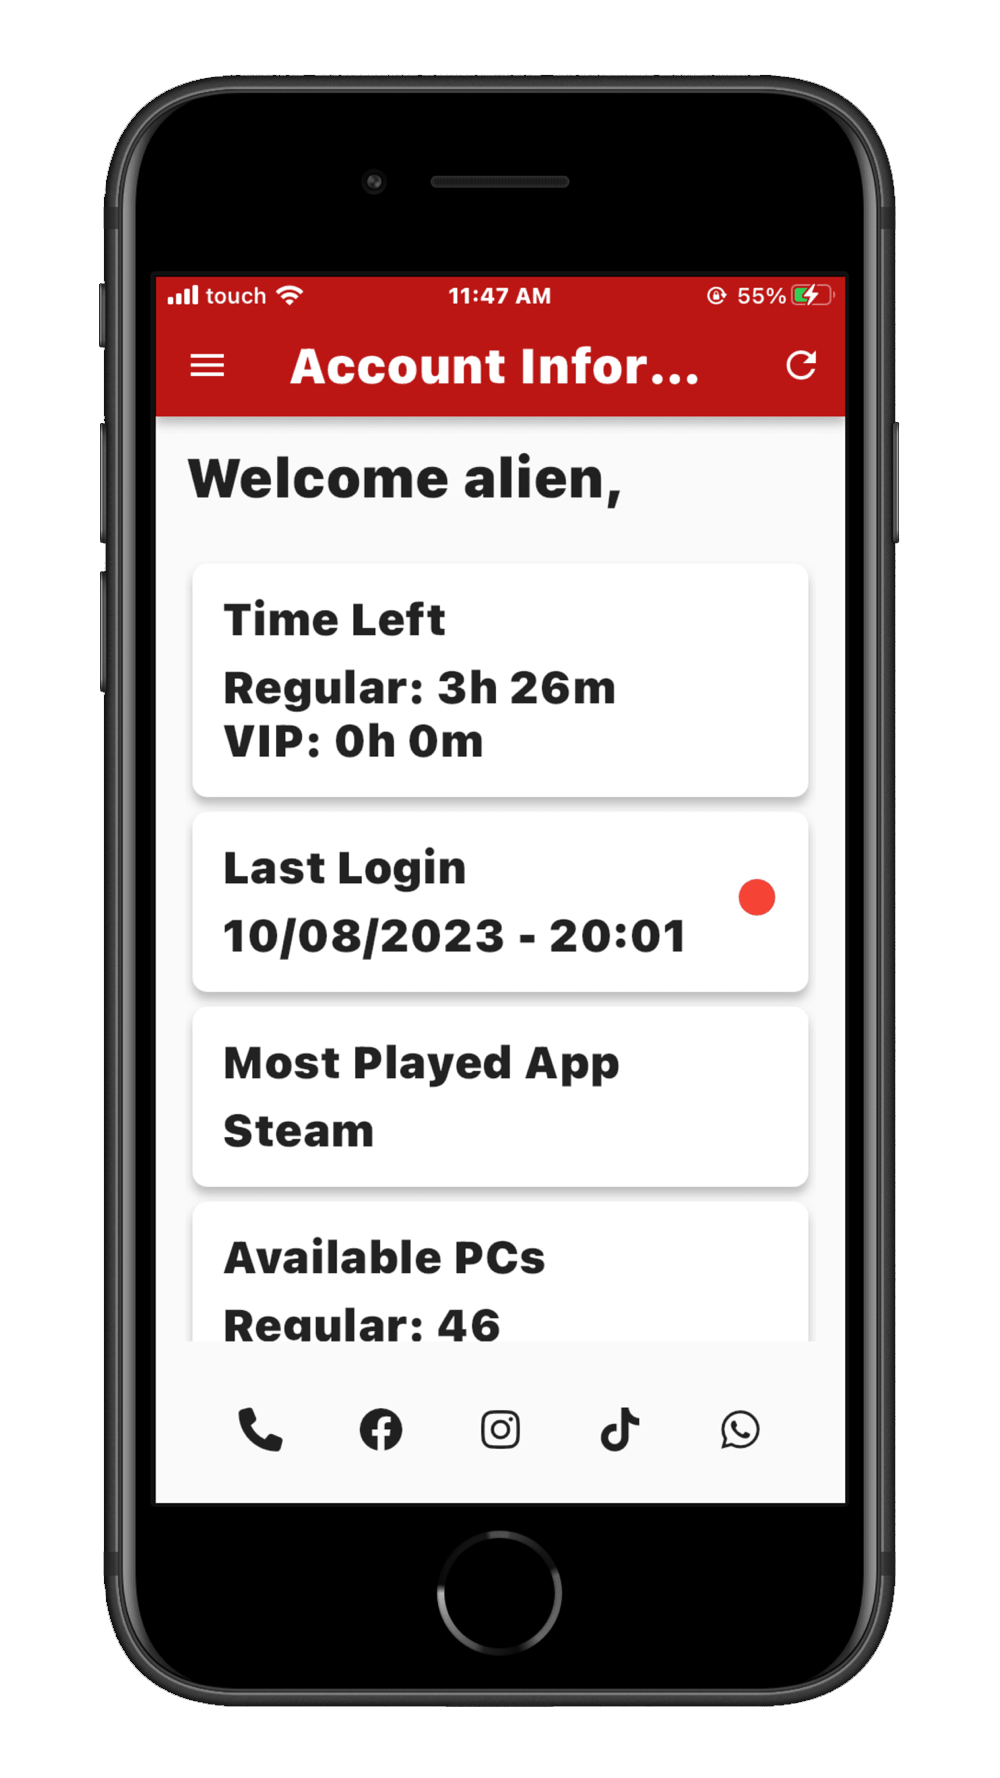 touch
11:47 AM
55%
Account Infor...
Welcome alien,
Time Left
Regular: 3h 26m
VIP: 0h 0m
Last Login
10/08/2023 - 20:01
Most Played App
Steam
Available PCs
Regular: 46